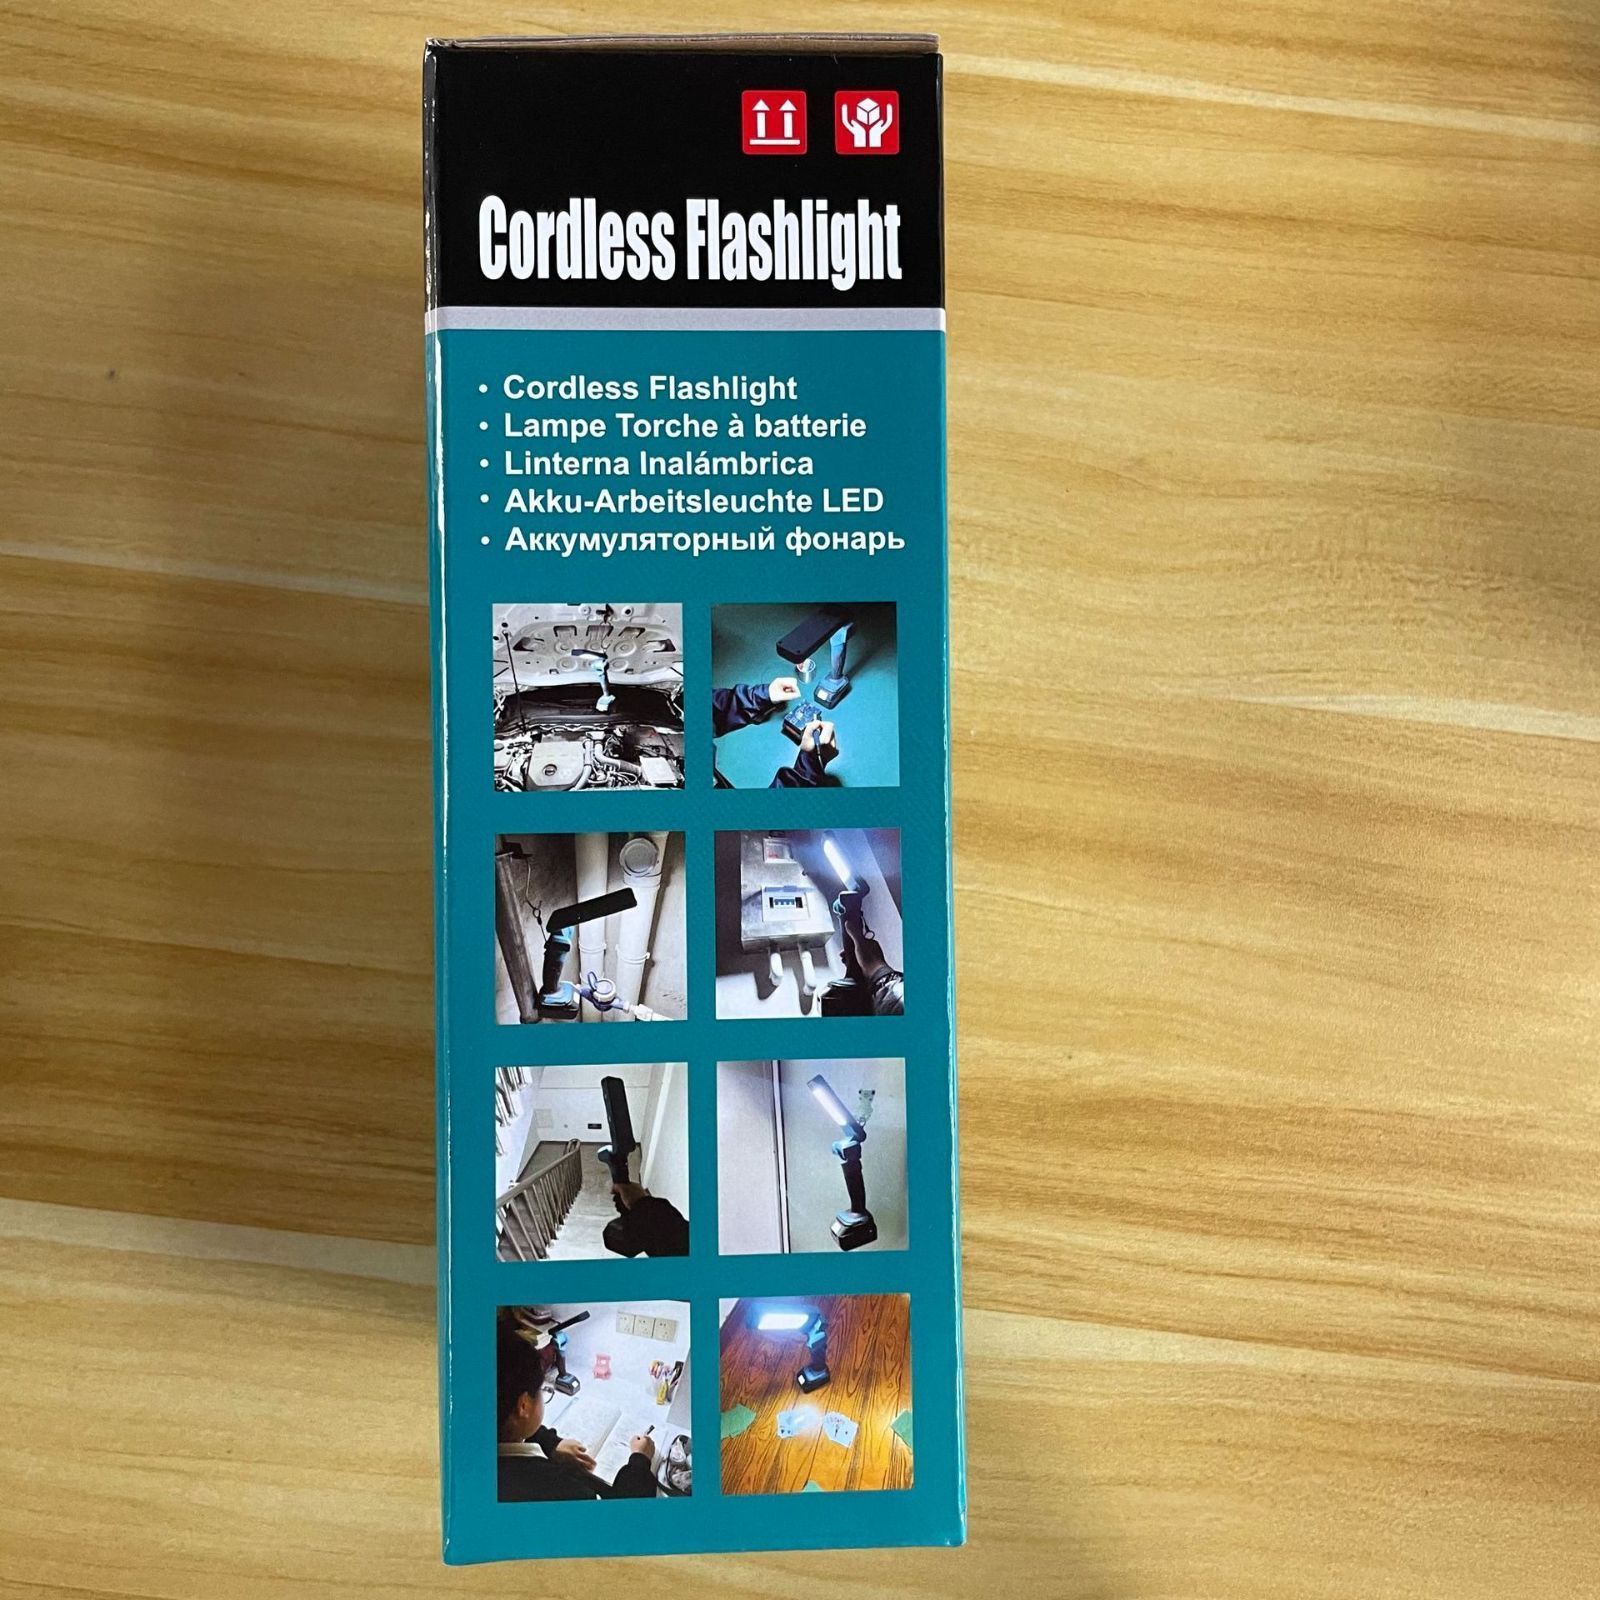 Cordless Flashlight
• Cordless Flashlight
• Lampe Torche à batterie
• Linterna Inalámbrica
• Akku-Arbeitsleuchte LED
• Аккумуляторный фонарь